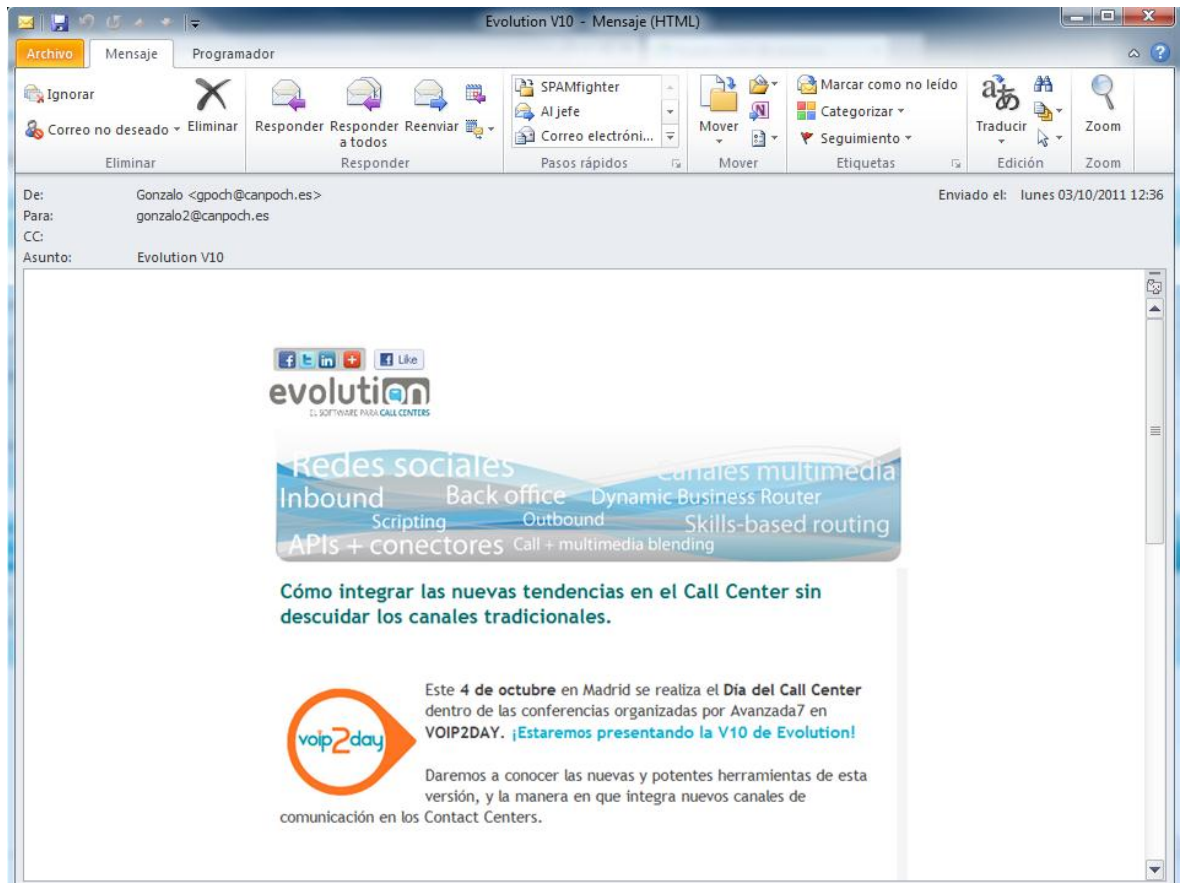 Evolution V10 - Mensaje (HTML)
Archivo Mensaje Programador
Ignorar
Correo no deseado
Eliminar
Eliminar
Responder
Responder a todos
Reenviar
Responder
SPAMfighter
Al jefe
Correo electróni...
Pasos rápidos
Mover
Mover
Marcar como no leído
Categorizar
Seguimiento
Etiquetas
Traducir
Edición
Zoom
Zoom
De: Gonzalo <gpoch@canpoch.es>
Enviado el: lunes 03/10/2011 12:36
Para: gonzalo2@canpoch.es
CC:
Asunto: Evolution V10
Like
evolution
EL SOFTWARE PARA CALL CENTERS
Redes sociales Canales multimedia
Inbound Back office Dynamic Business Router
Scripting Outbound Skills-based routing
APIs + conectores Call + multimedia blending
Cómo integrar las nuevas tendencias en el Call Center sin
descuidar los canales tradicionales.
voip2day
Este 4 de octubre en Madrid se realiza el Día del Call Center
dentro de las conferencias organizadas por Avanzada7 en
VOIP2DAY. ¡Estaremos presentando la V10 de Evolution!
Daremos a conocer las nuevas y potentes herramientas de esta
versión, y la manera en que integra nuevos canales de
comunicación en los Contact Centers.